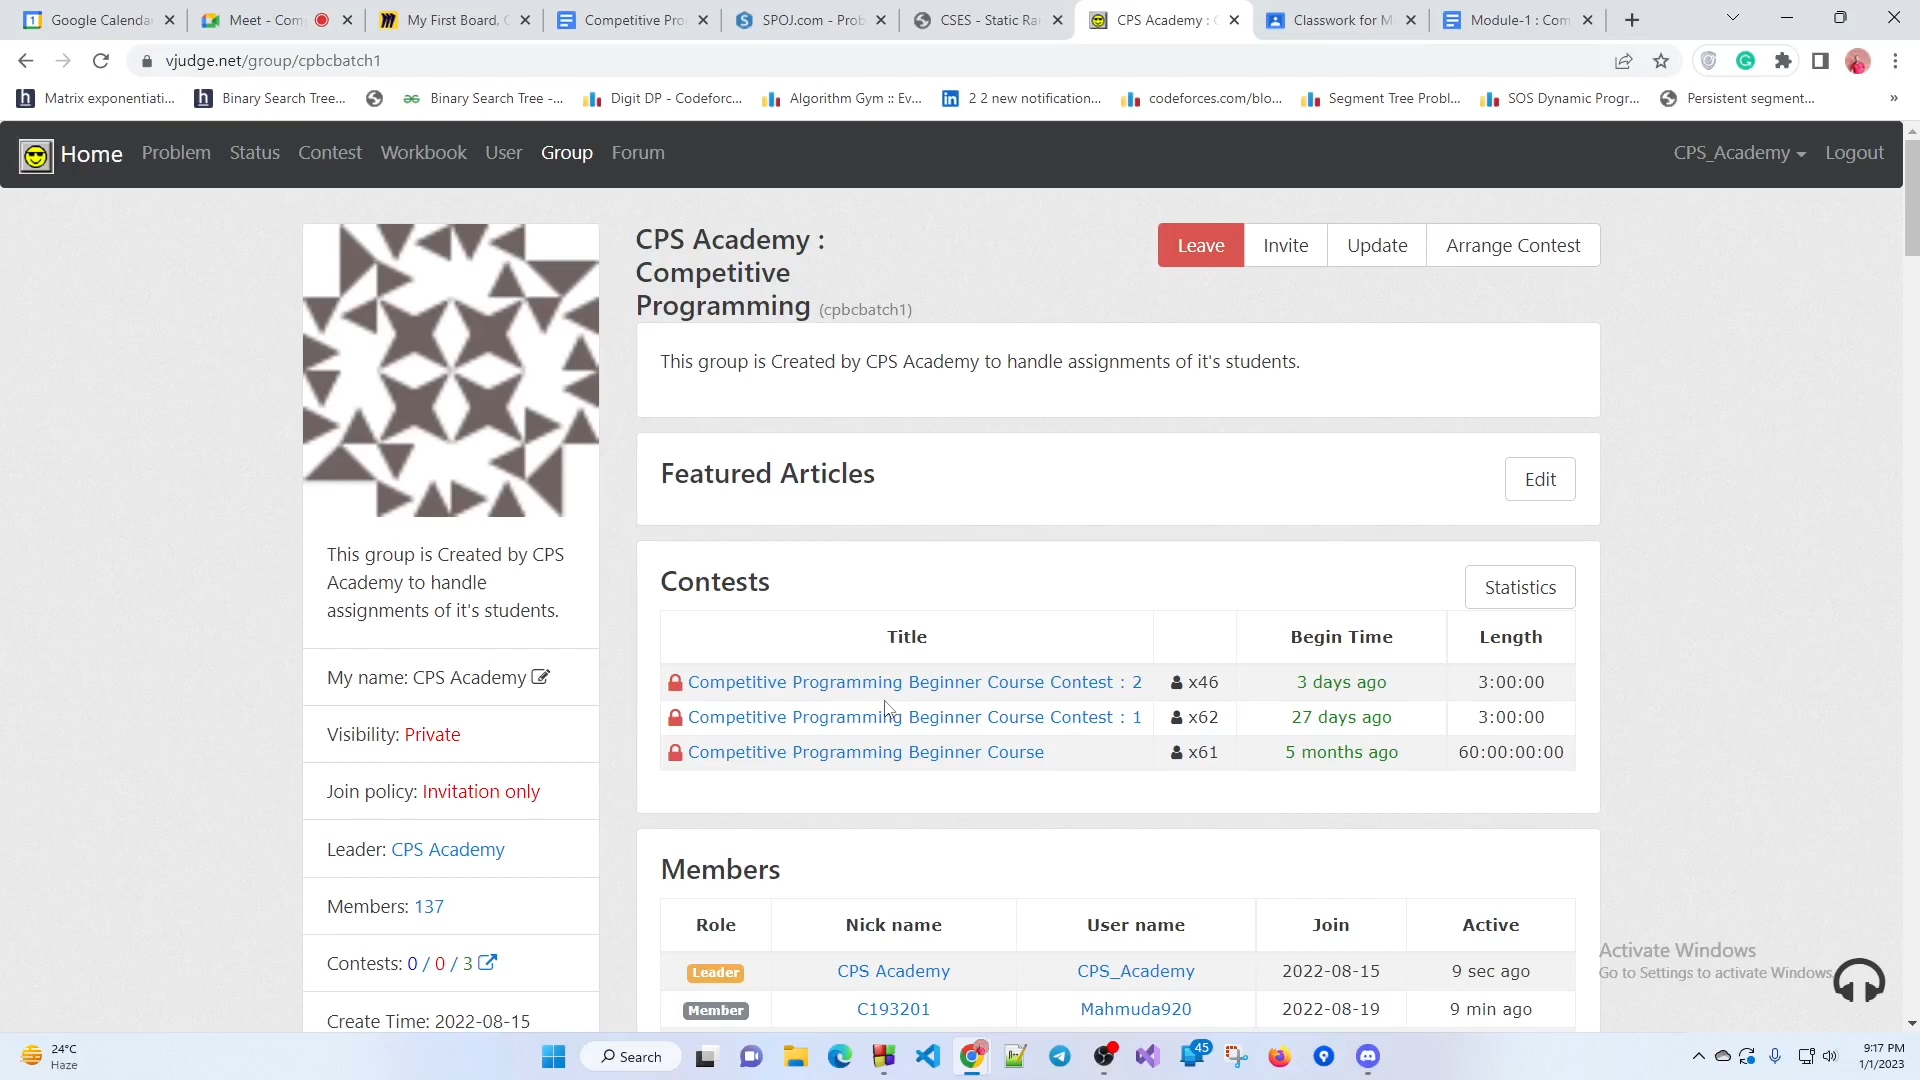 Google Calenda
Meet - Com
My First Board, C
Competitive Pro
SPOJ.com - Prob
CSES - Static Ra
CPS Academy : C
Classwork for M
Module-1 : Com
vjudge.net/group/cpbcbatch1
Matrix exponentiati...
Binary Search Tree...
Binary Search Tree -...
Digit DP - Codeforc...
Algorithm Gym :: Ev...
2 2 new notification...
codeforces.com/blo...
Segment Tree Probl...
SOS Dynamic Progr...
Persistent segment...
»
Home Problem Status Contest Workbook User Group Forum
CPS_Academy Logout
CPS Academy :
Competitive
Programming (cpbcbatch1)
Leave Invite Update Arrange Contest
This group is Created by CPS Academy to handle assignments of it's students.
Featured Articles
Edit
This group is Created by CPS
Academy to handle
assignments of it's students.
My name: CPS Academy
Visibility: Private
Join policy: Invitation only
Leader: CPS Academy
Members: 137
Contests: 0 / 0 / 3
Create Time: 2022-08-15
Contests
Statistics
Title Begin Time Length
Competitive Programming Beginner Course Contest : 2 x46 3 days ago 3:00:00
Competitive Programming Beginner Course Contest : 1 x62 27 days ago 3:00:00
Competitive Programming Beginner Course x61 5 months ago 60:00:00:00
Members
Role Nick name User name Join Active
Leader CPS Academy CPS_Academy 2022-08-15 9 sec ago
Member C193201 Mahmuda920 2022-08-19 9 min ago
Activate Windows
Go to Settings to activate Windows.
24°C
Haze
Search
45
9:17 PM
1/1/2023